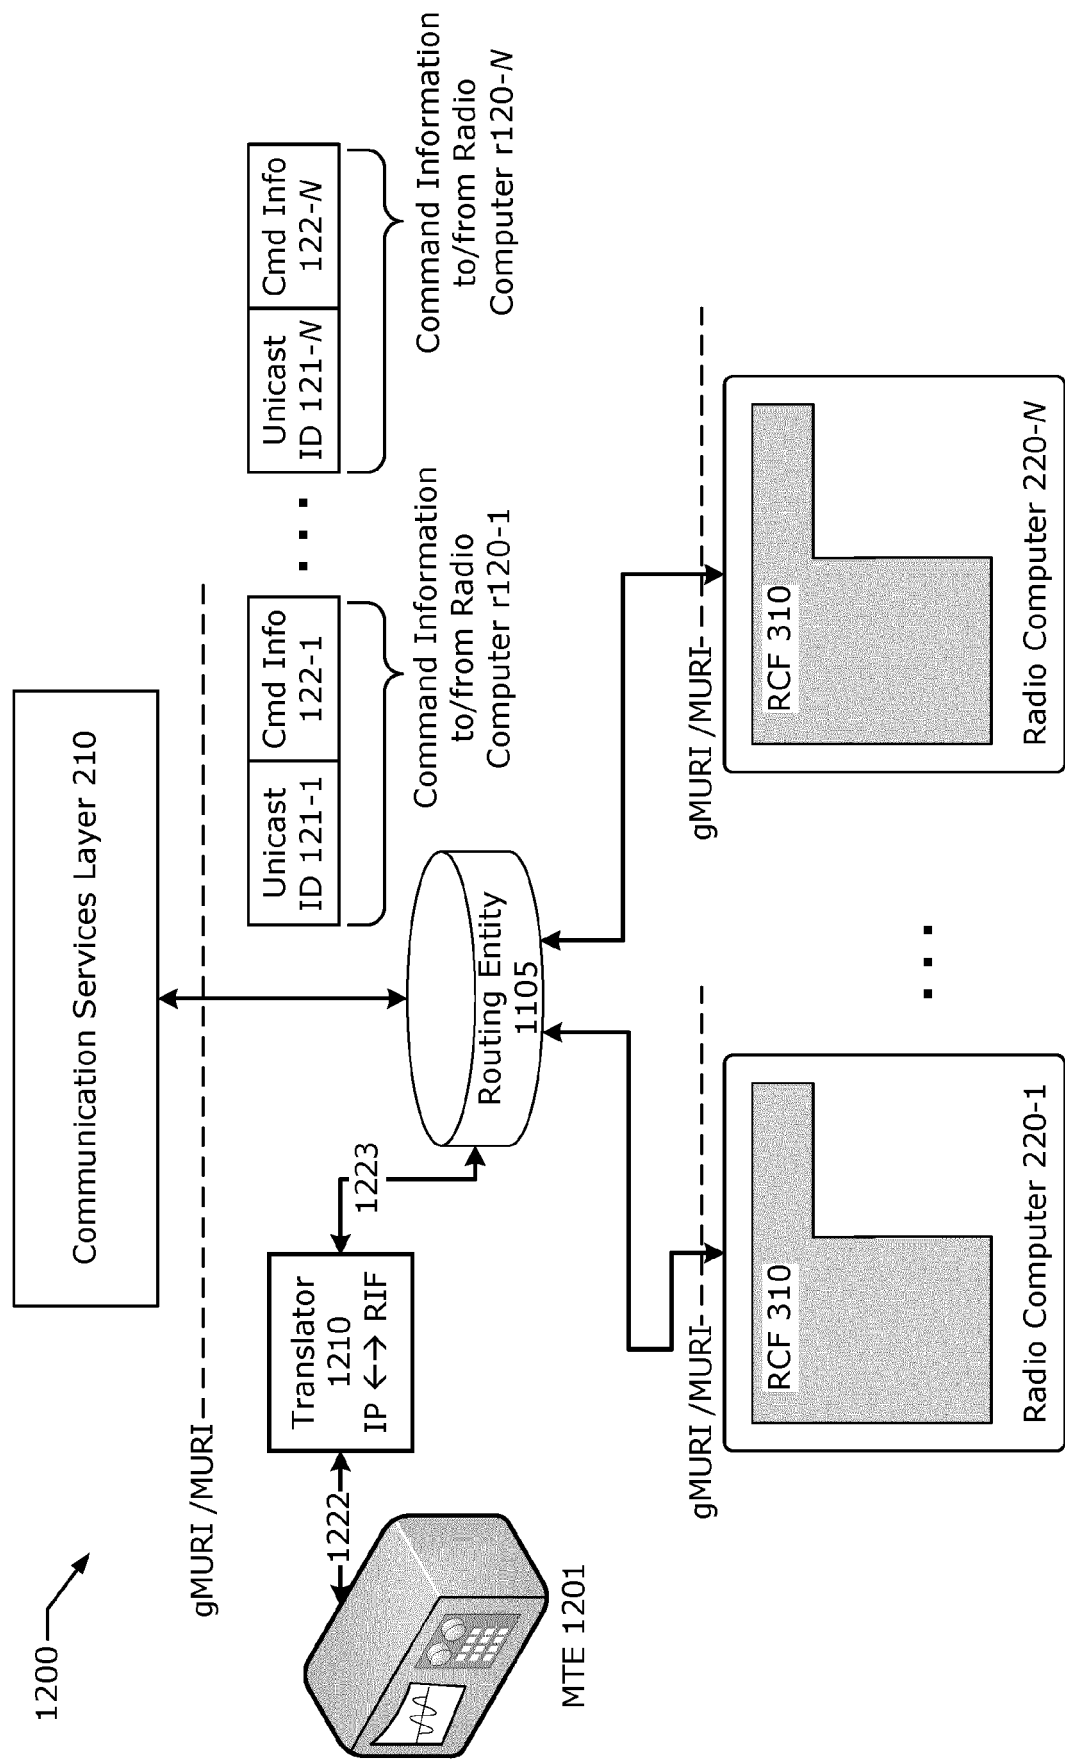 1200
Communication Services Layer 210
gMURI /MURI
MTE 1201
1222
Translator
1210
IP ←→ RIF
1223
Routing Entity
1105
Unicast
ID 121-1
Cmd Info
122-1
Command Information
to/from Radio
Computer r120-1
. . .
Unicast
ID 121-N
Cmd Info
122-N
Command Information
to/from Radio
Computer r120-N
gMURI /MURI
RCF 310
Radio Computer 220-1
. . .
gMURI /MURI
RCF 310
Radio Computer 220-N